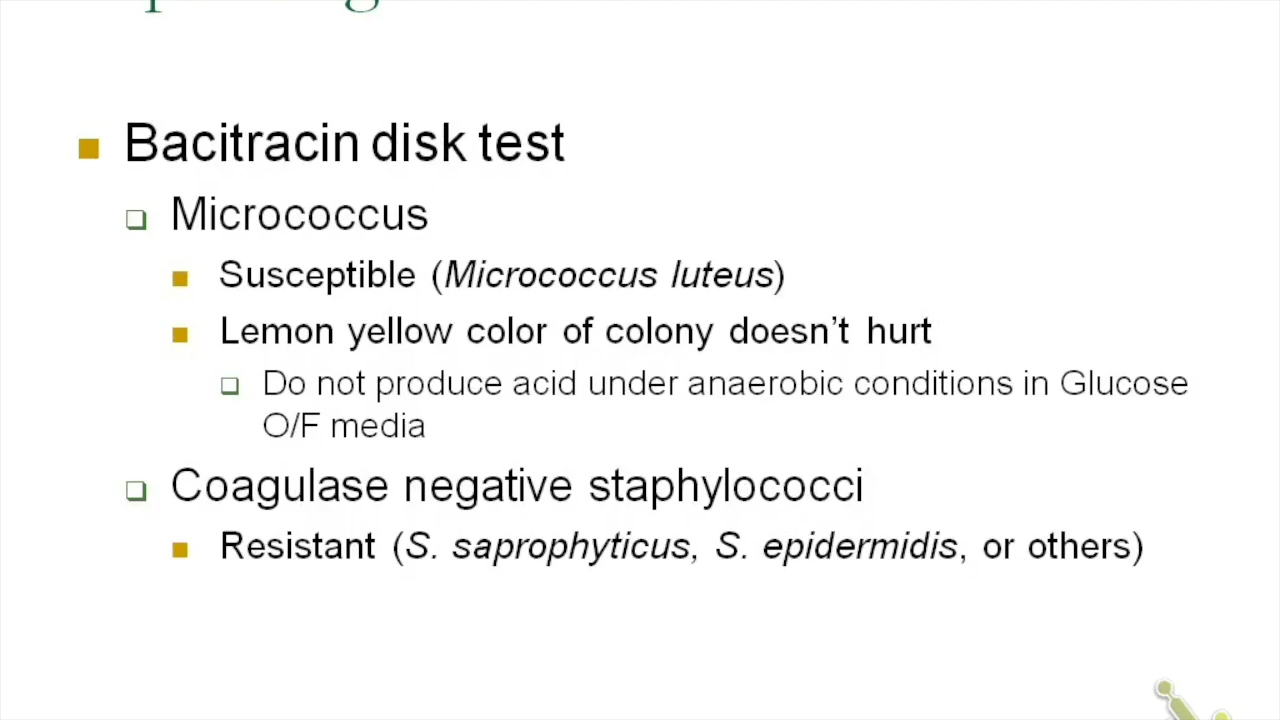 Bacitracin disk test
Micrococcus
Susceptible (Micrococcus luteus)
Lemon yellow color of colony doesn't hurt
Do not produce acid under anaerobic conditions in Glucose
O/F media
Coagulase negative staphylococci
Resistant (S. saprophyticus, S. epidermidis, or others)